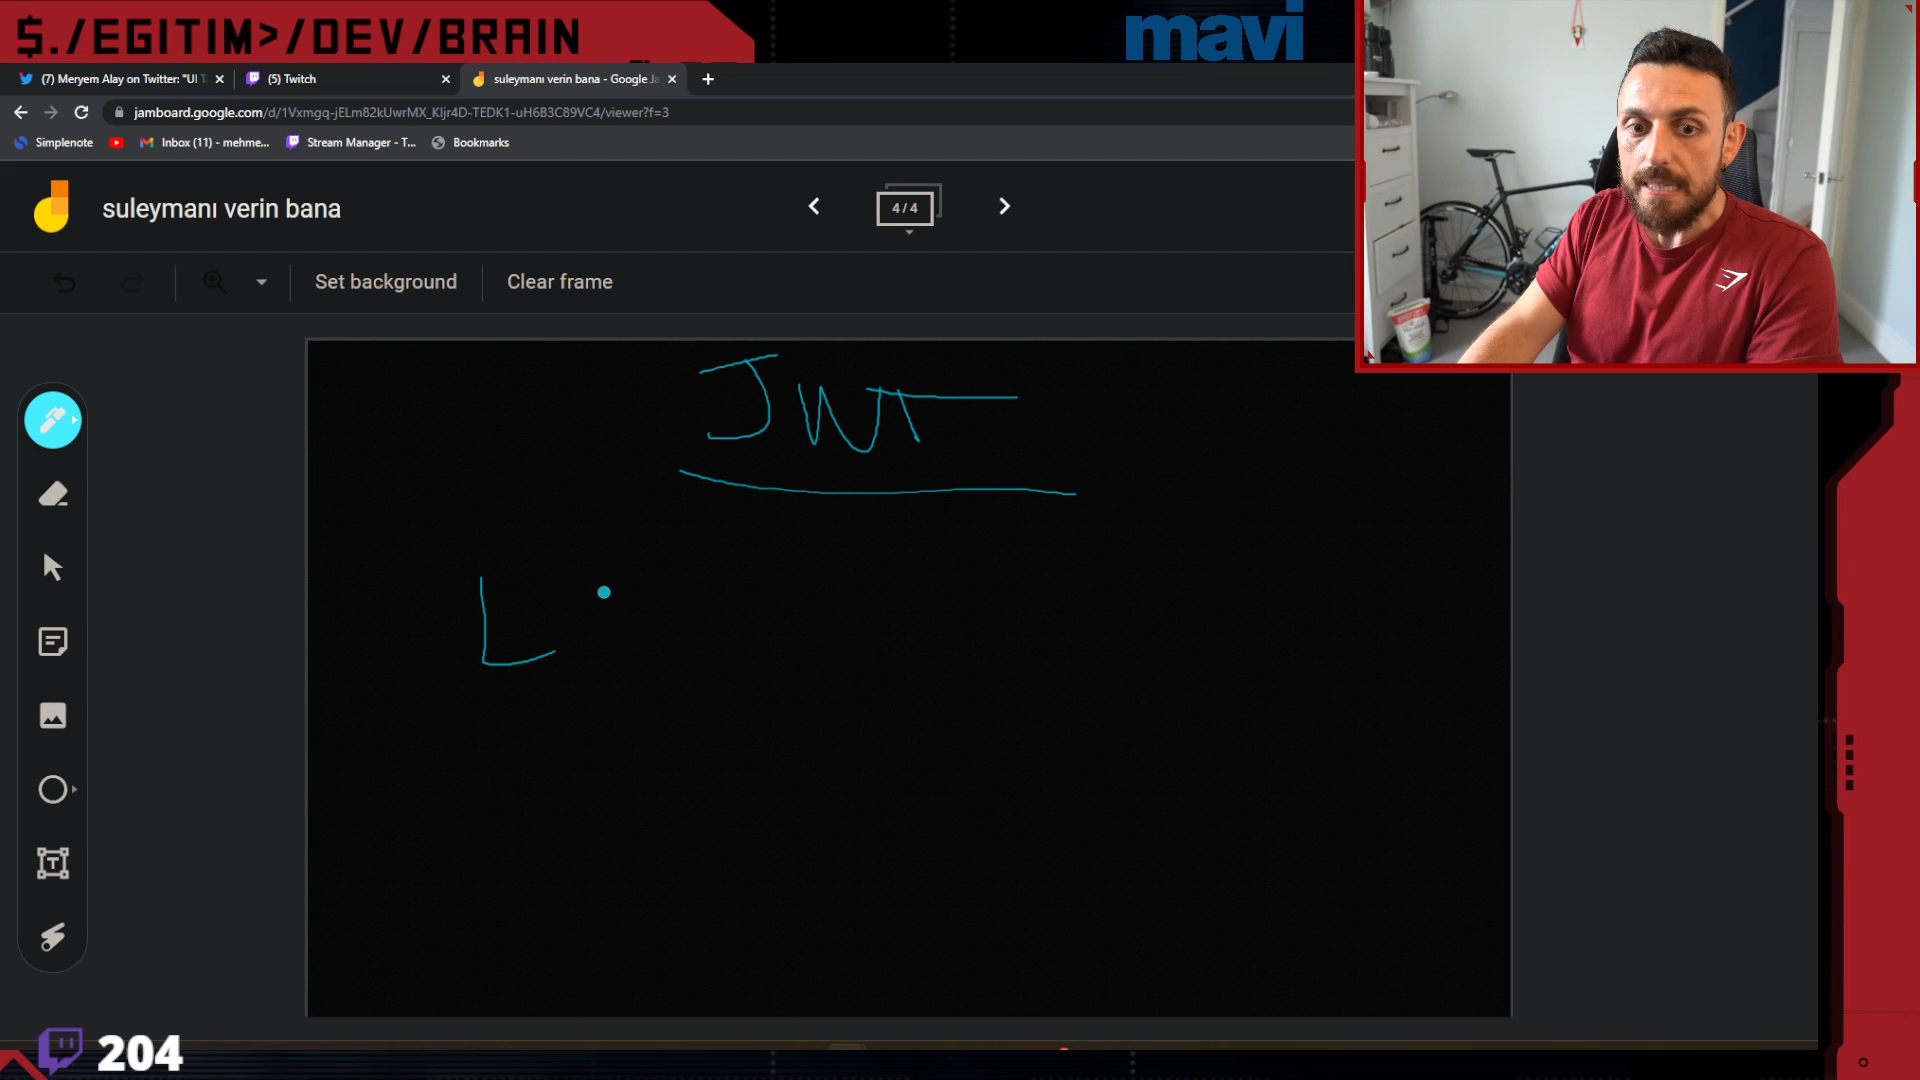 $./EGITIM>/DEV/BRAIN
mavi
(7) Meryem Alay on Twitter: "UI T
(5) Twitch
suleymanı verin bana - Google Ja
jamboard.google.com/d/1Vxmgq-jELm82kUwrMX_KIjr4D-TEDK1-uH6B3C89VC4/viewer?f=3
Simplenote
Inbox (11) - mehme...
Stream Manager - T...
Bookmarks
suleymanı verin bana
4/4
Set background
Clear frame
JWT
L
204